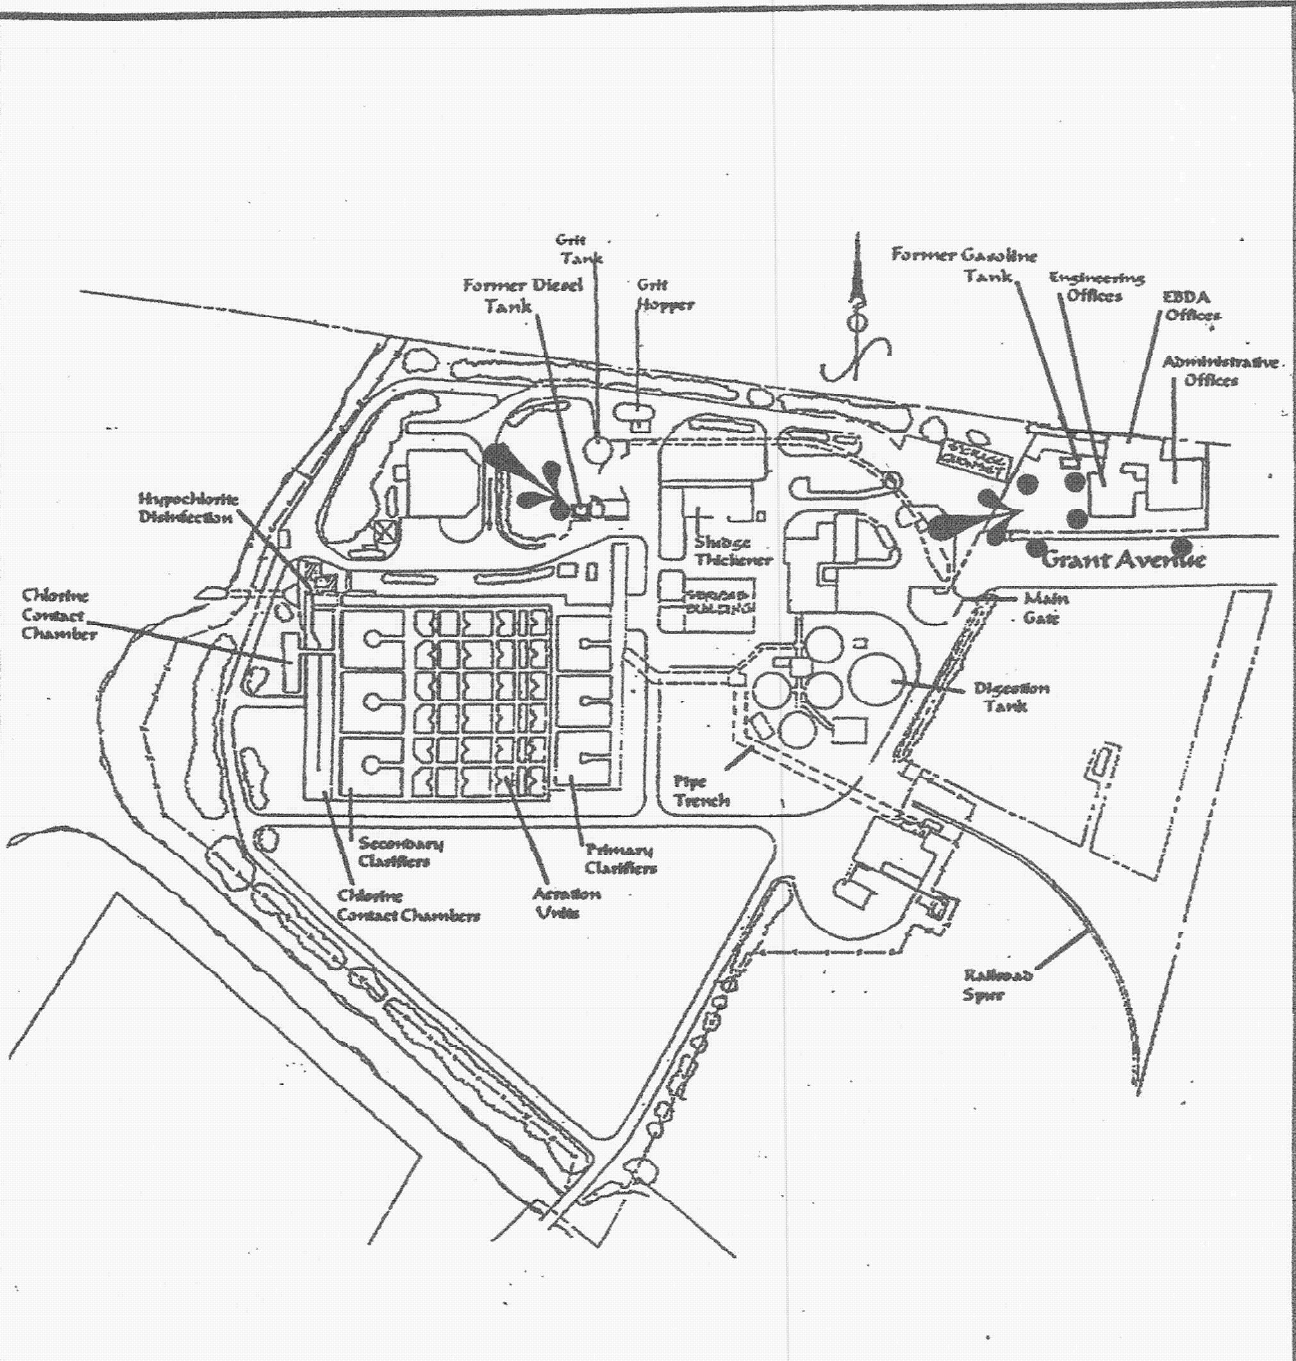 Grit
Tank
Former Diesel
Tank
Grit
Hopper
Former Gasoline
Tank
Engineering
Offices
EBDA
Offices
Administrative
Offices
Hypochlorite
Disinfection
Sludge
Thickener
BUILDING
Grant Avenue
Main
Gate
Chlorine
Contact
Chamber
Digestion
Tank
Pipe
Trench
Secondary
Clarifiers
Primary
Clarifiers
Chlorine
Contact Chambers
Aeration
Units
Railroad
Spur